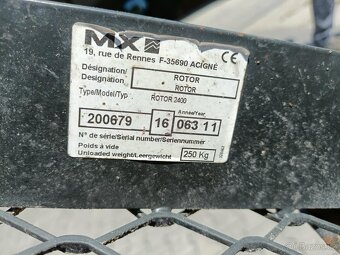 MX
CE
19, rue de Rennes F-35690 ACIGNÉ
Désignation/ ROTOR
Designation ROTOR
Type/Model/Typ ROTOR 2400
Année/Year
200679 16 063 11
N° de série/Serial number/Seriennummer
Poids à vide
Unloaded weight/Leergewicht 250 Kg